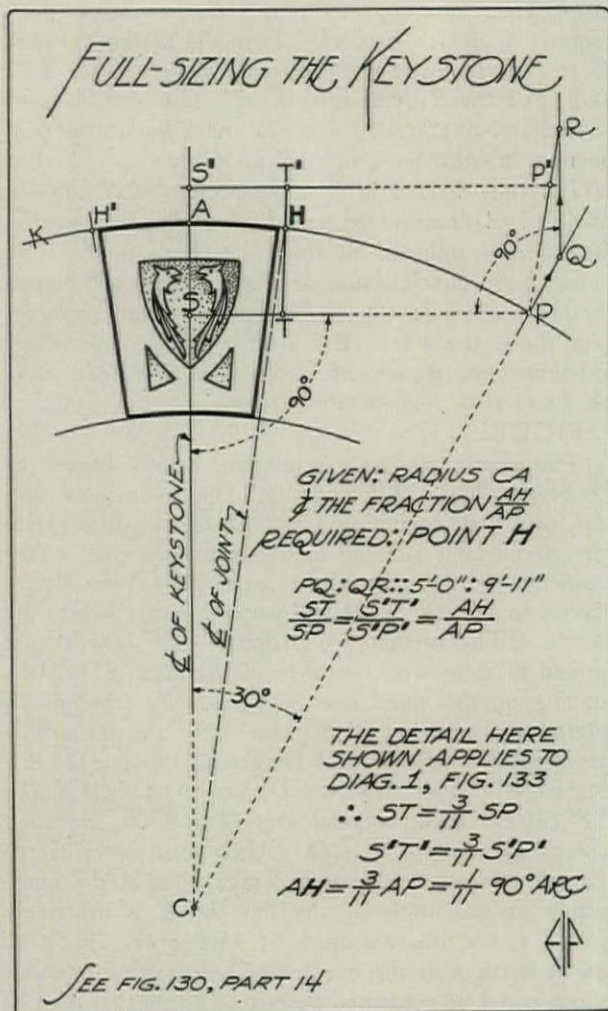 FULL-SIZING THE KEYSTONE
R
S' T' P'
K H' A H
90° Q
S T P
90°
GIVEN: RADIUS CA
& THE FRACTION AH/AP
REQUIRED: POINT H
PQ:QR::5'-0":9'-11"
ST/SP = S'T'/S'P' = AH/AP
℄ OF KEYSTONE
℄ OF JOINT
30°
THE DETAIL HERE
SHOWN APPLIES TO
DIAG. 1, FIG. 133
∴ ST = 3/11 SP
S'T' = 3/11 S'P'
AH = 3/11 AP = 1/11 90° ARC
C
SEE FIG. 130, PART 14